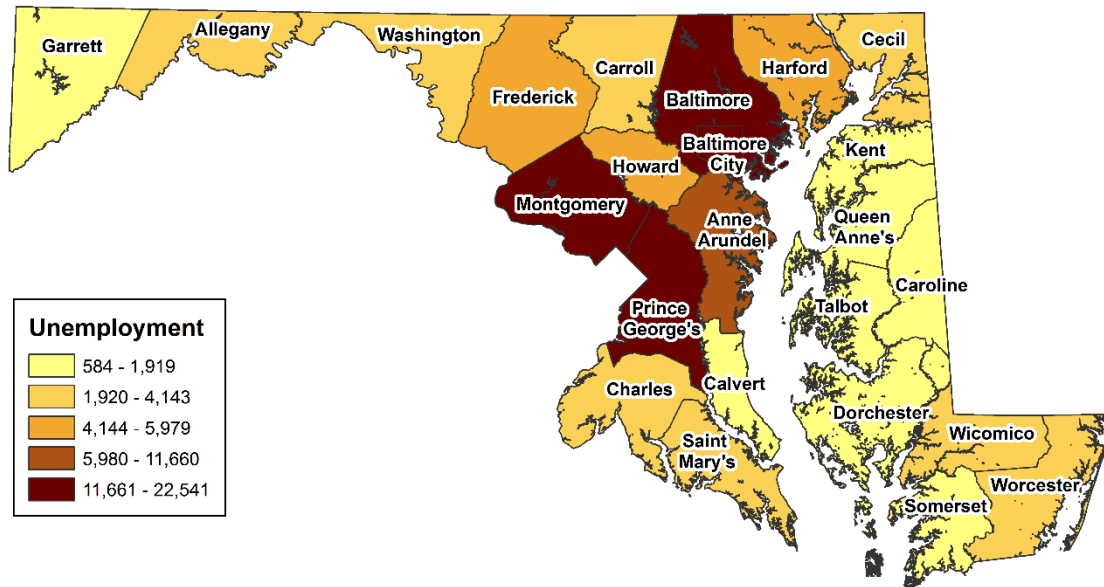 Garrett
Allegany
Washington
Frederick
Carroll
Baltimore
Harford
Cecil
Baltimore
City
Howard
Montgomery
Anne
Arundel
Kent
Queen
Anne's
Caroline
Talbot
Prince
George's
Charles
Calvert
Saint
Mary's
Dorchester
Wicomico
Worcester
Somerset
Unemployment
584 - 1,919
1,920 - 4,143
4,144 - 5,979
5,980 - 11,660
11,661 - 22,541